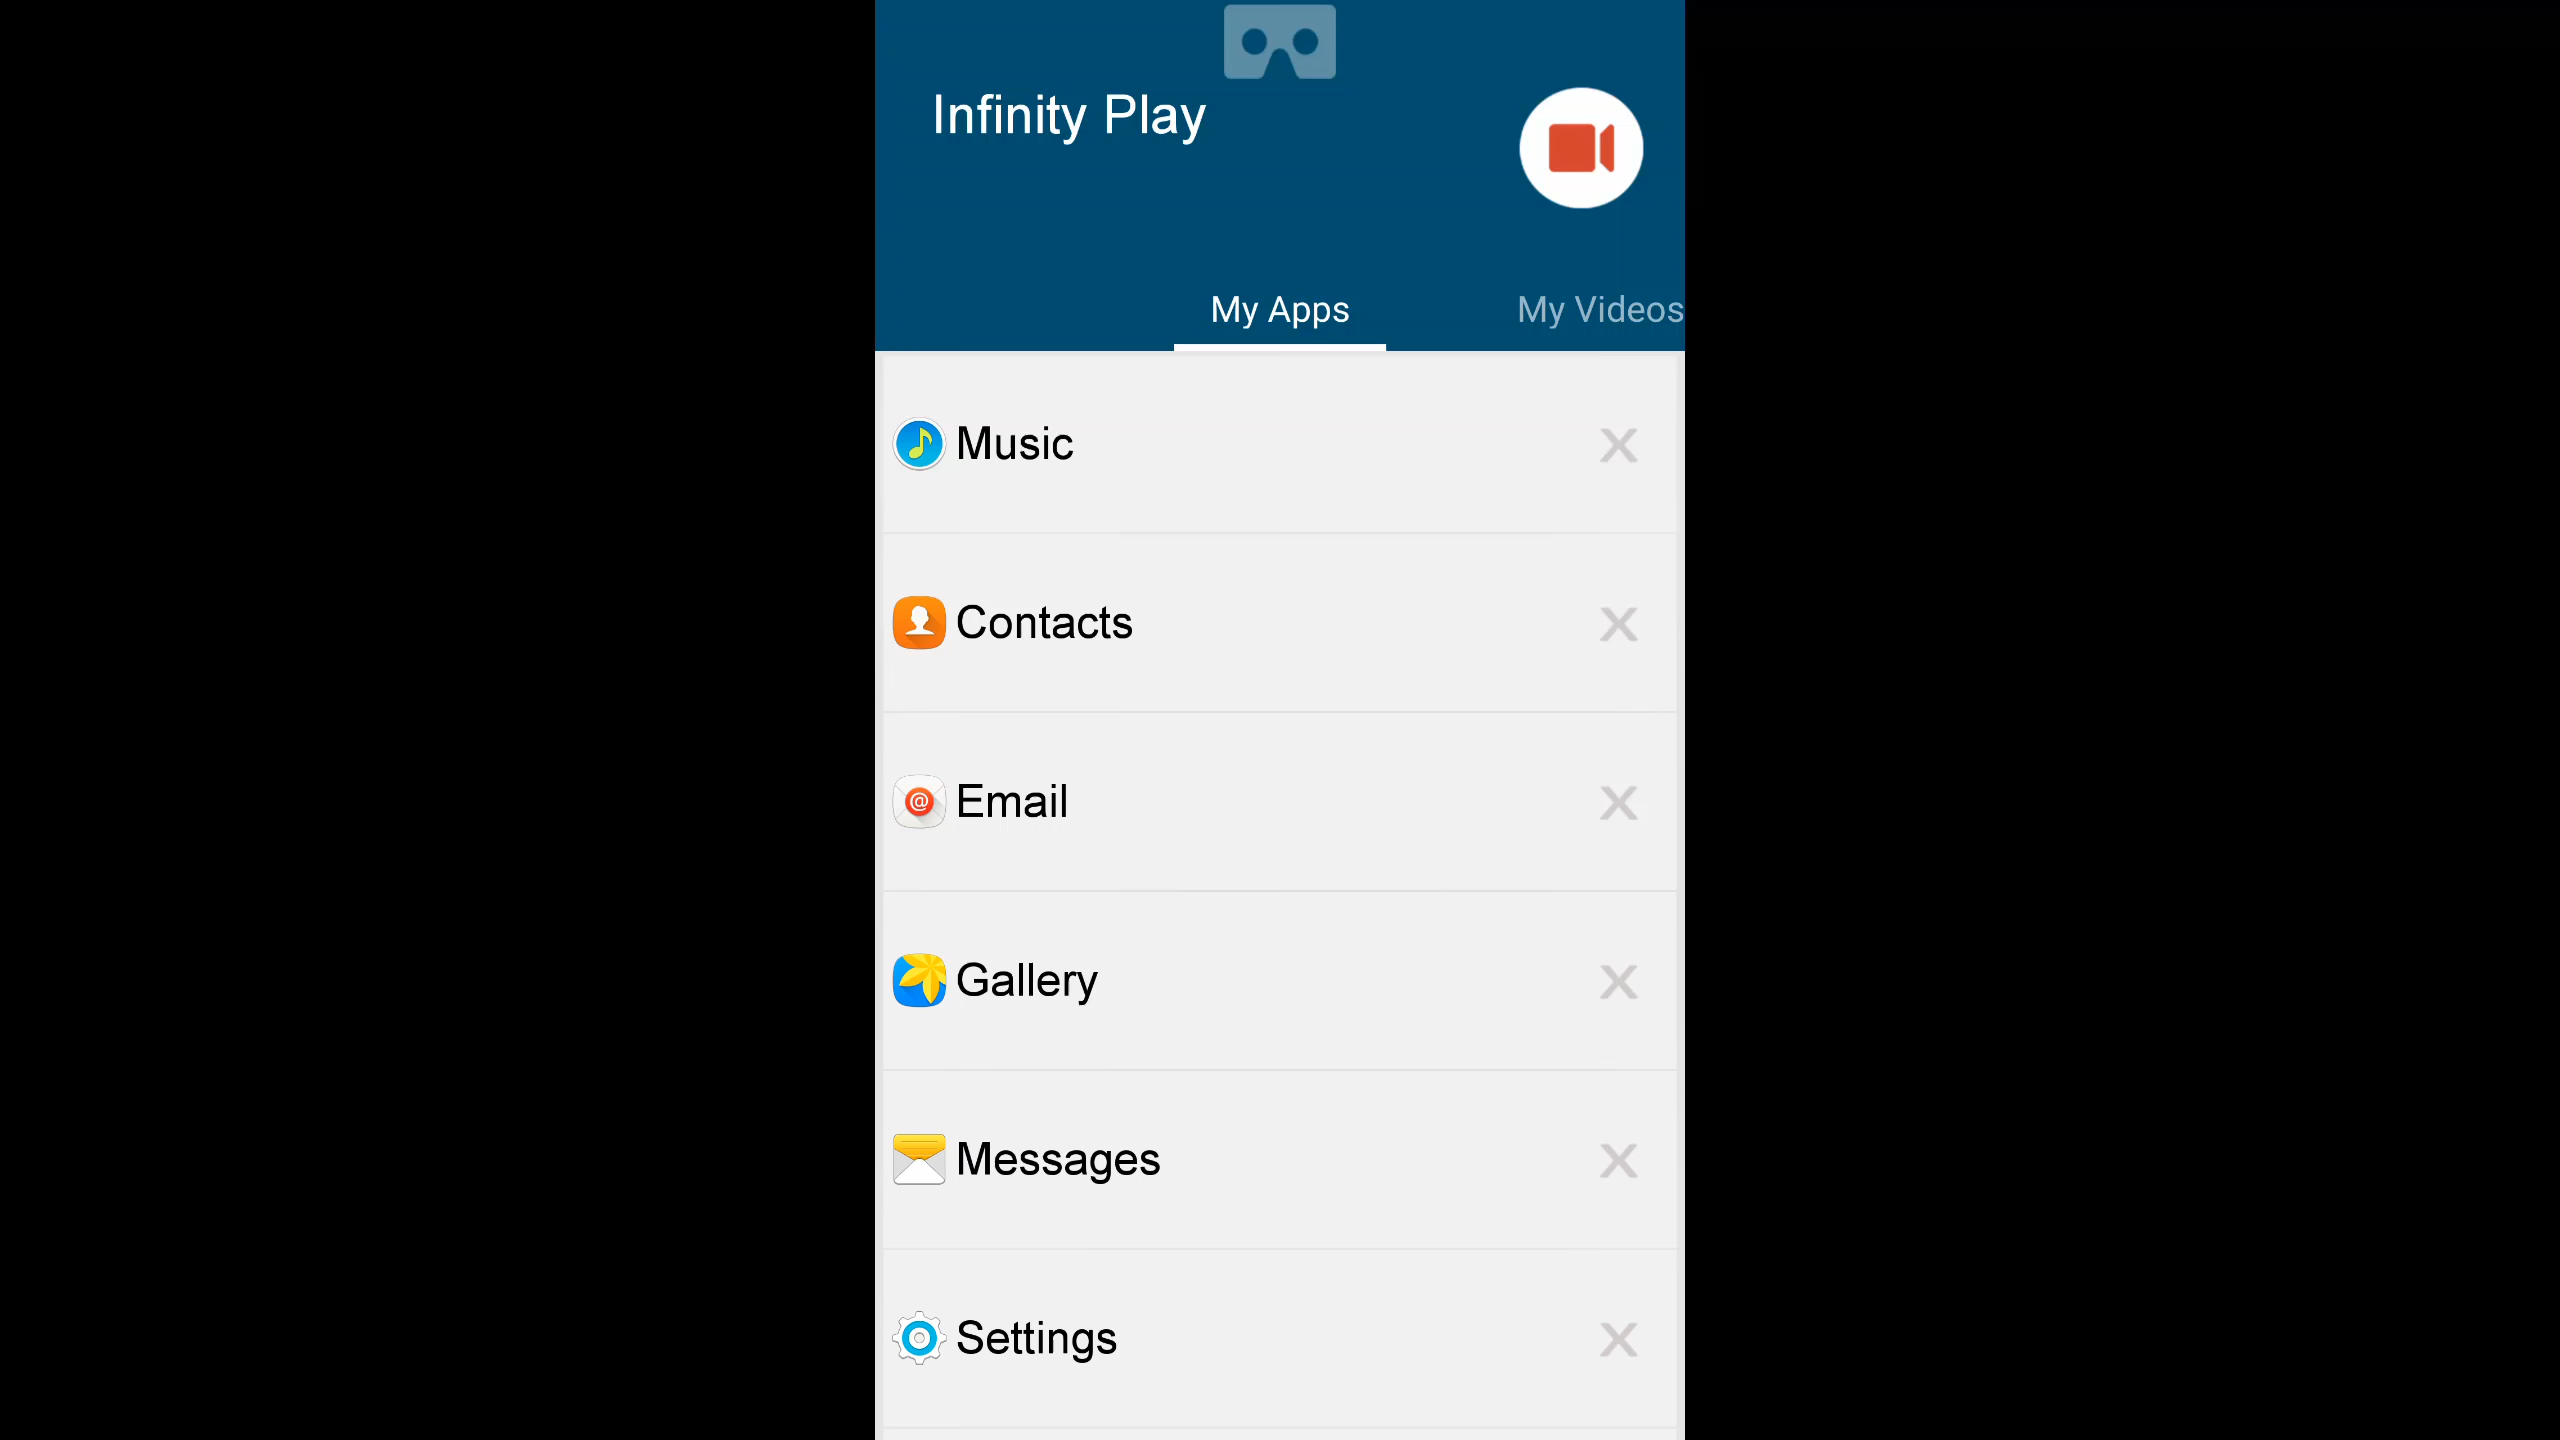 Infinity Play
My Apps My Videos
Music
Contacts
Email
Gallery
Messages
Settings